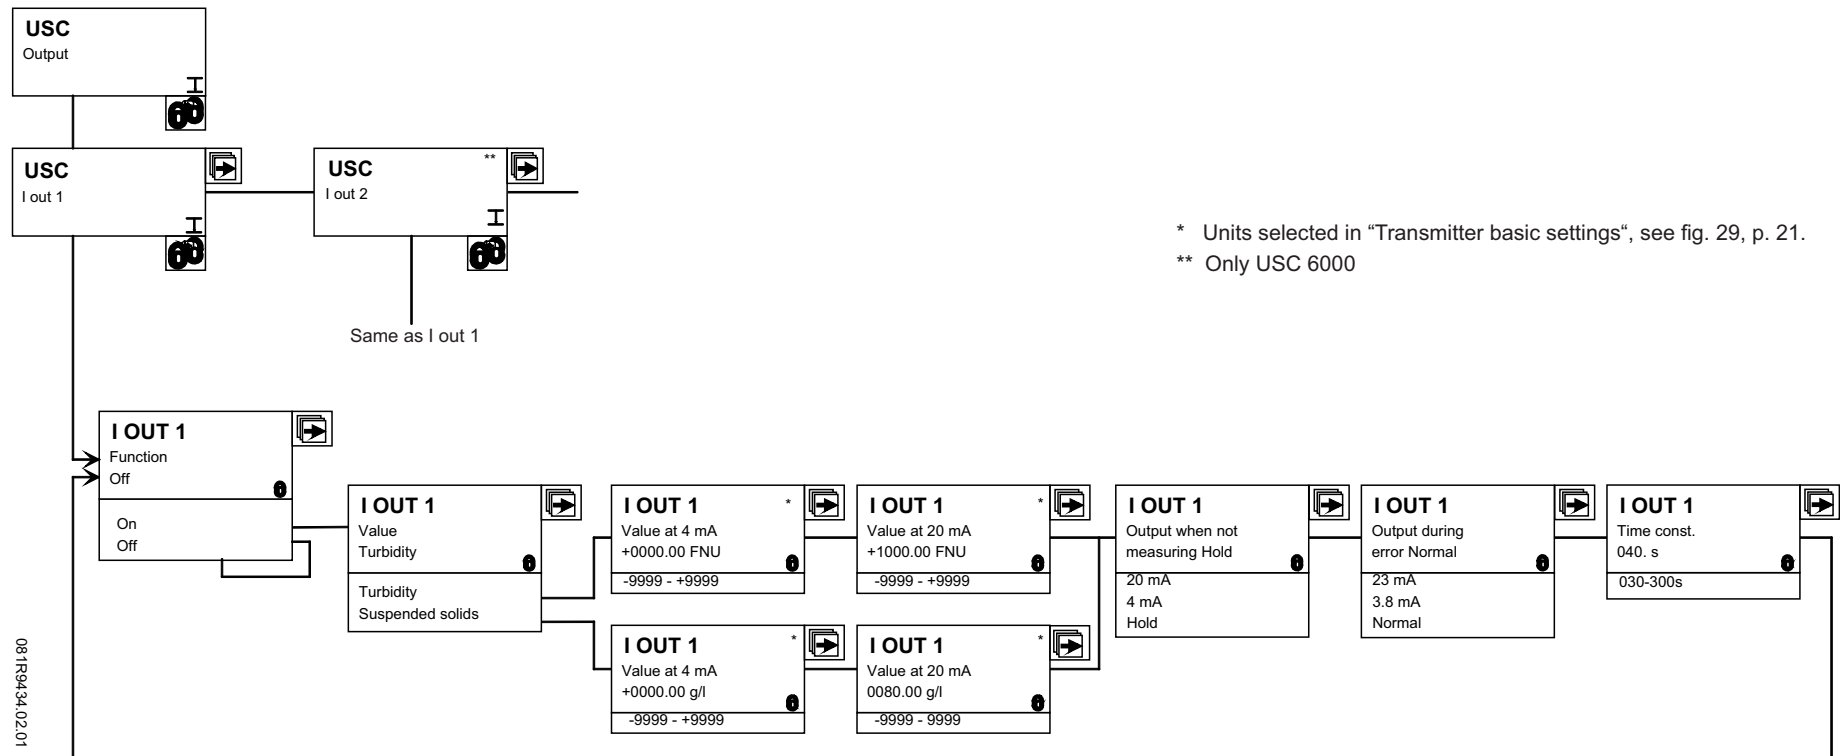 USC
Output
USC
I out 1
USC **
I out 2
Same as I out 1
* Units selected in “Transmitter basic settings“, see fig. 29, p. 21.
** Only USC 6000
I OUT 1
Function
Off
On
Off
I OUT 1
Value
Turbidity
Turbidity
Suspended solids
I OUT 1 *
Value at 4 mA
+0000.00 FNU
-9999 - +9999
I OUT 1 *
Value at 20 mA
+1000.00 FNU
-9999 - +9999
I OUT 1
Output when not
measuring Hold
20 mA
4 mA
Hold
I OUT 1
Output during
error Normal
23 mA
3.8 mA
Normal
I OUT 1
Time const.
040. s
030-300s
I OUT 1 *
Value at 4 mA
+0000.00 g/l
-9999 - +9999
I OUT 1 *
Value at 20 mA
0080.00 g/l
-9999 - 9999
081R9434.02.01